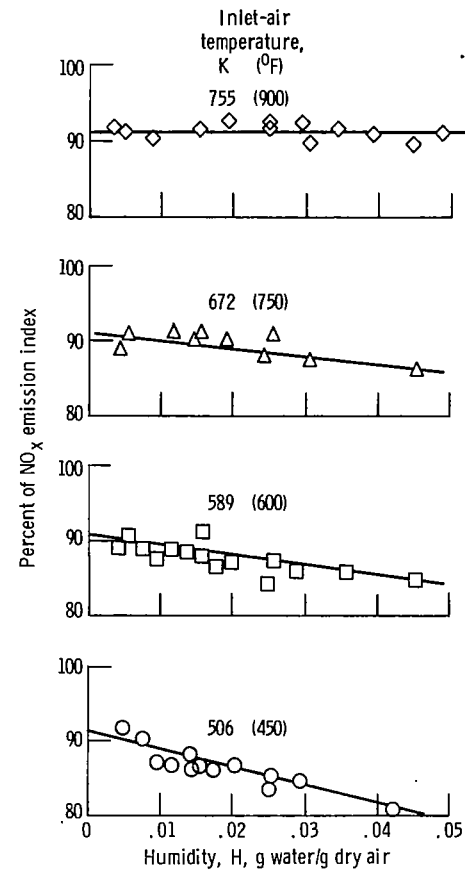 Inlet-air
temperature,
K (°F)
755 (900)
100
90
80
672 (750)
100
90
80
589 (600)
100
90
80
506 (450)
100
90
80
0 .01 .02 .03 .04 .05
Humidity, H, g water/g dry air
Percent of NOX emission index